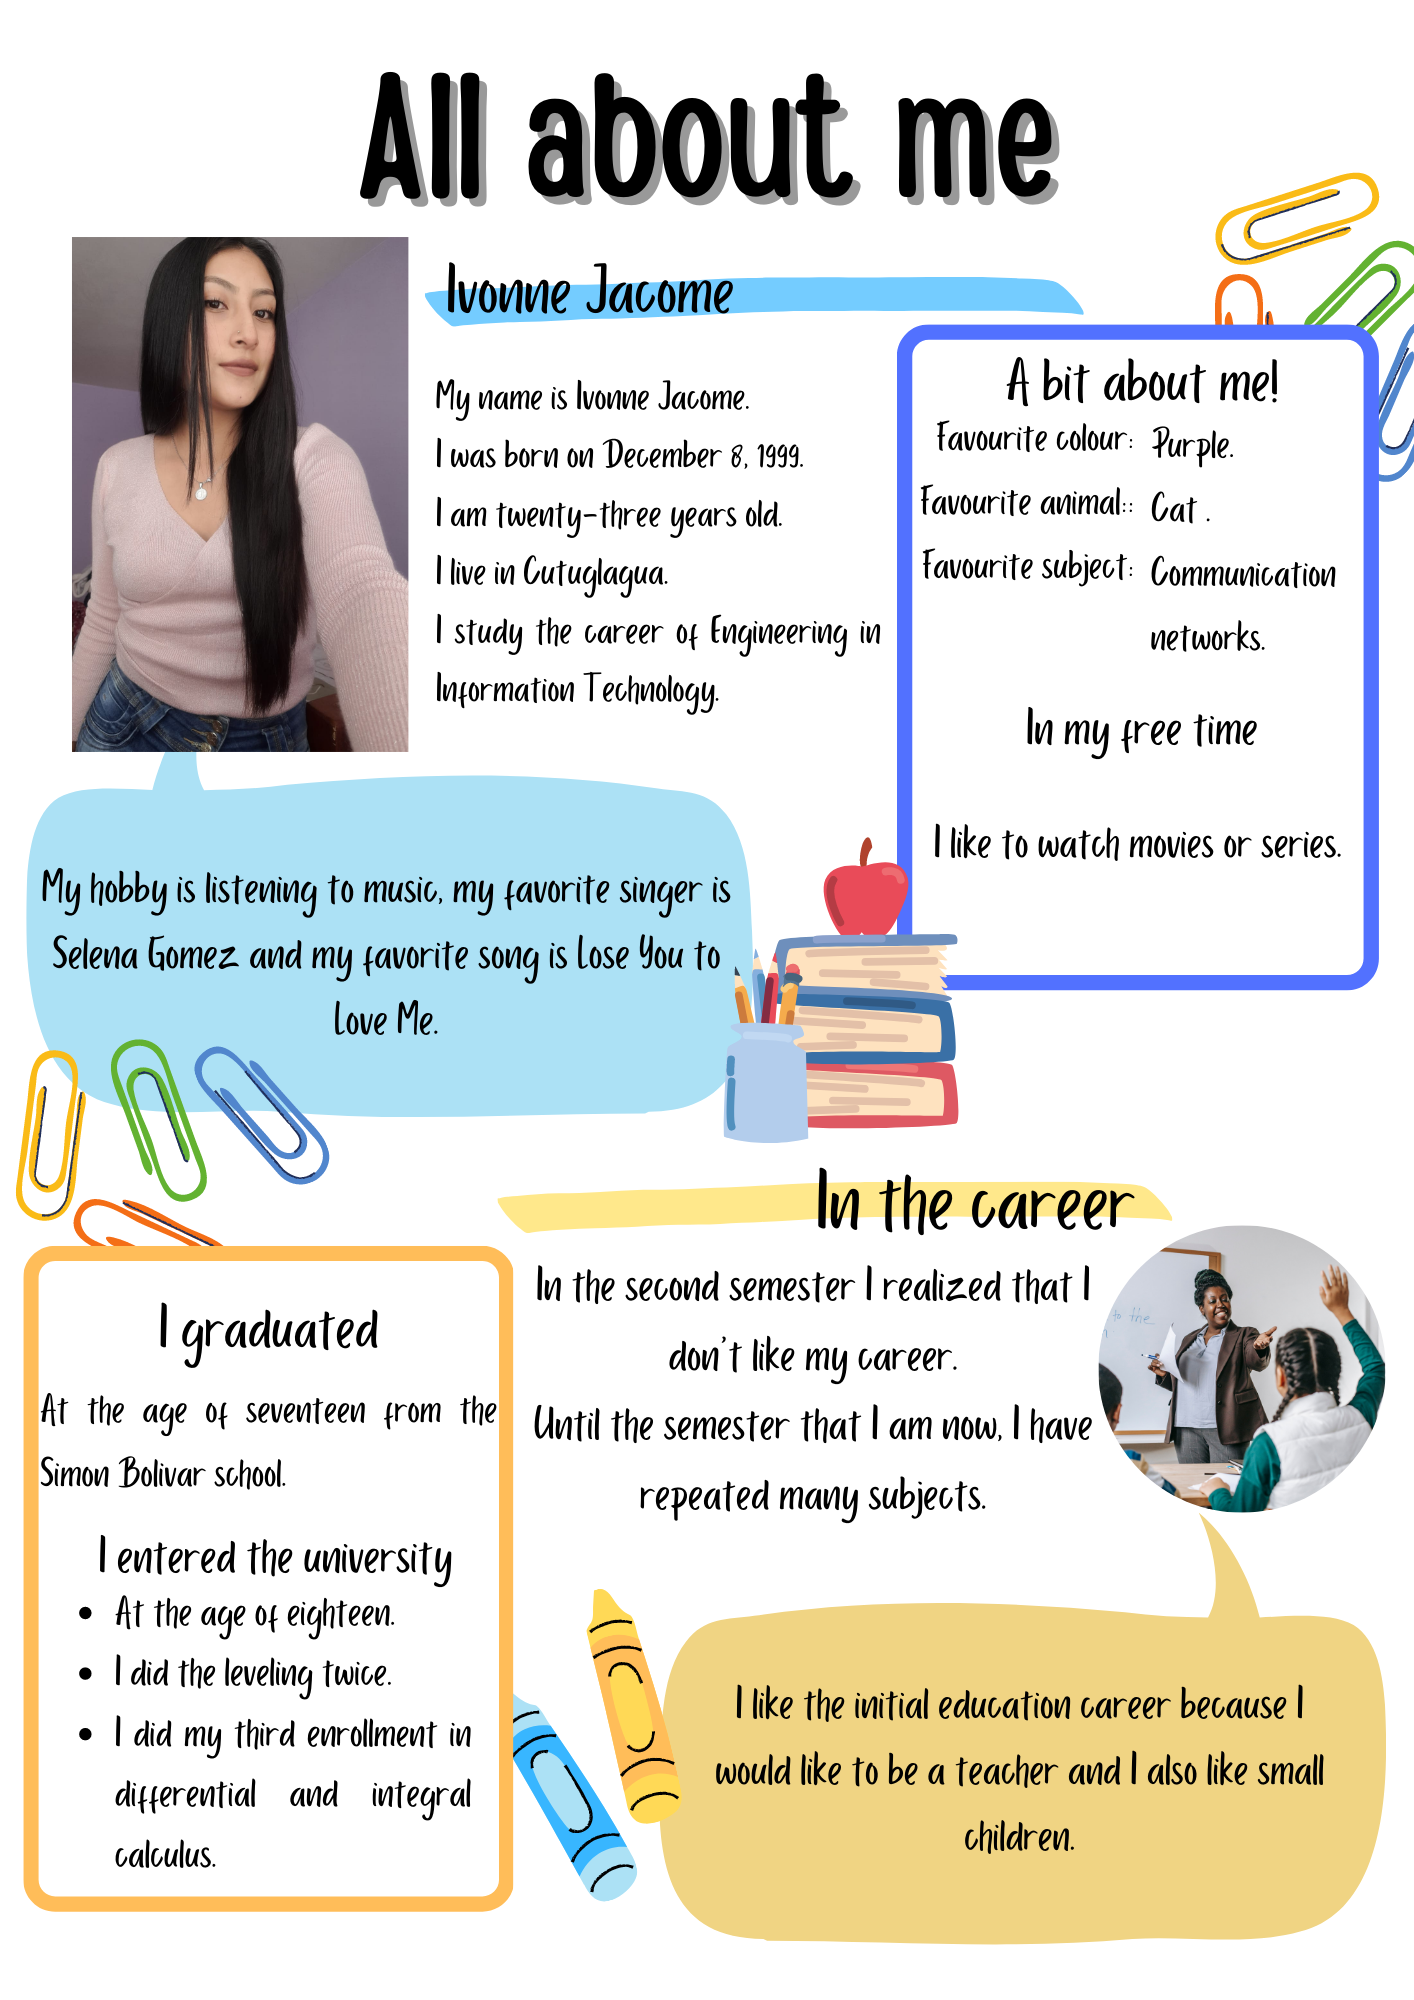 All about me
Ivonne Jacome
My name is Ivonne Jacome.
I was born on December 8, 1999.
I am twenty-three years old.
I live in Cutuglagua.
I study the career of Engineering in
Information Technology.
A bit about me!
Favourite colour: Purple.
Favourite animal:: Cat .
Favourite subject: Communication
networks.
In my free time
I like to watch movies or series.
My hobby is listening to music, my favorite singer is
Selena Gomez and my favorite song is Lose You to
Love Me.
In the career
In the second semester I realized that I
don't like my career.
Until the semester that I am now, I have
repeated many subjects.
to the
I graduated
At the age of seventeen from the
Simon Bolivar school.
I entered the university
• At the age of eighteen.
• I did the leveling twice.
• I did my third enrollment in
differential and integral
calculus.
I like the initial education career because I
would like to be a teacher and I also like small
children.